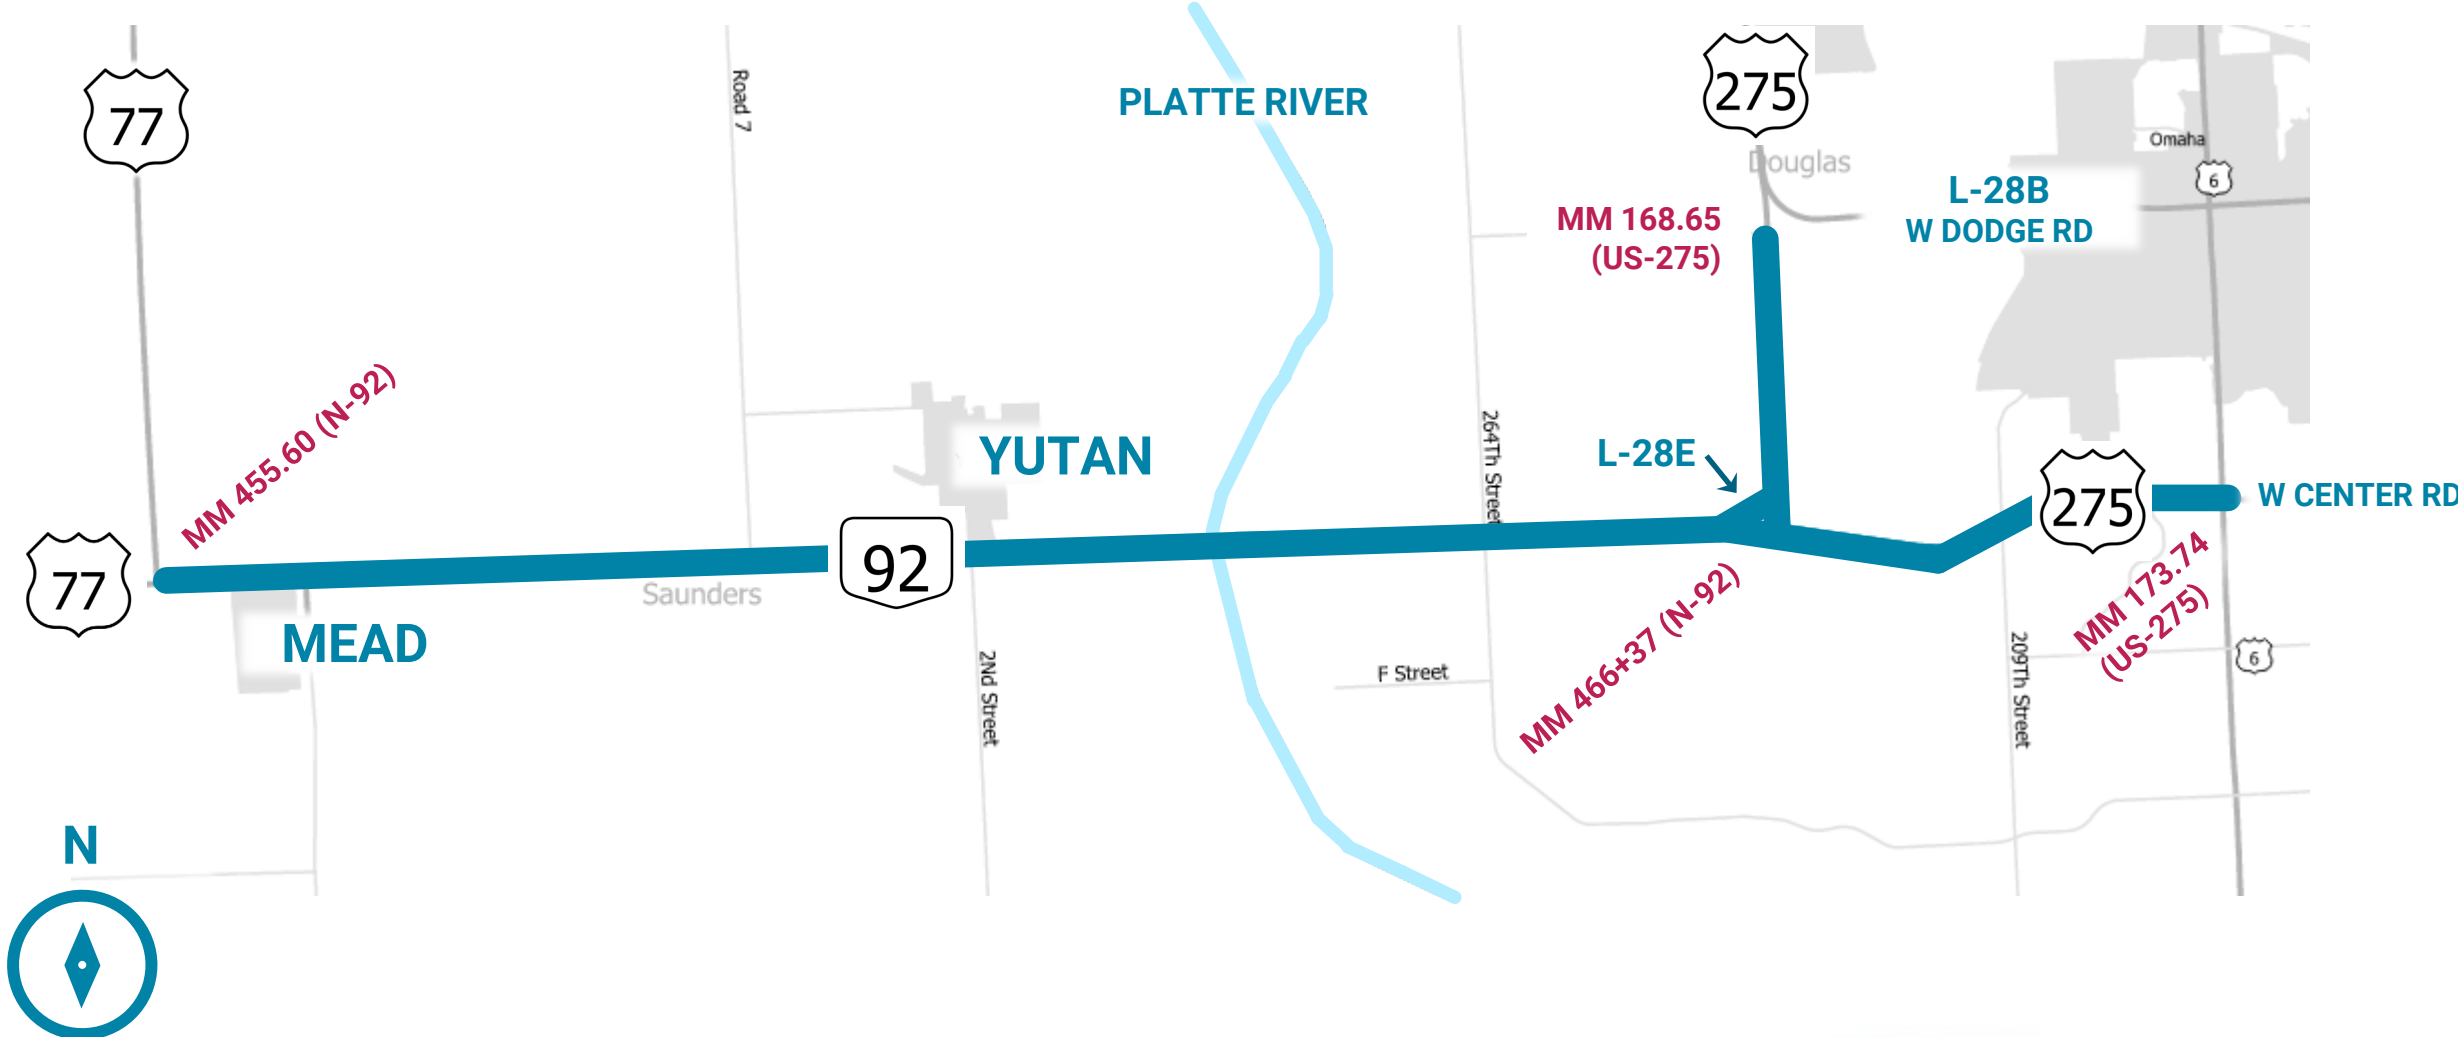 77
Road 7
PLATTE RIVER
275
Douglas
Omaha
6
L-28B
W DODGE RD
MM 168.65
(US-275)
MM 455.60 (N-92)
YUTAN
264Th Street
L-28E
275
W CENTER RD
77
92
Saunders
MEAD
MM 466+37 (N-92)
MM 173.74
(US-275)
2Nd Street
F Street
209Th Street
6
N